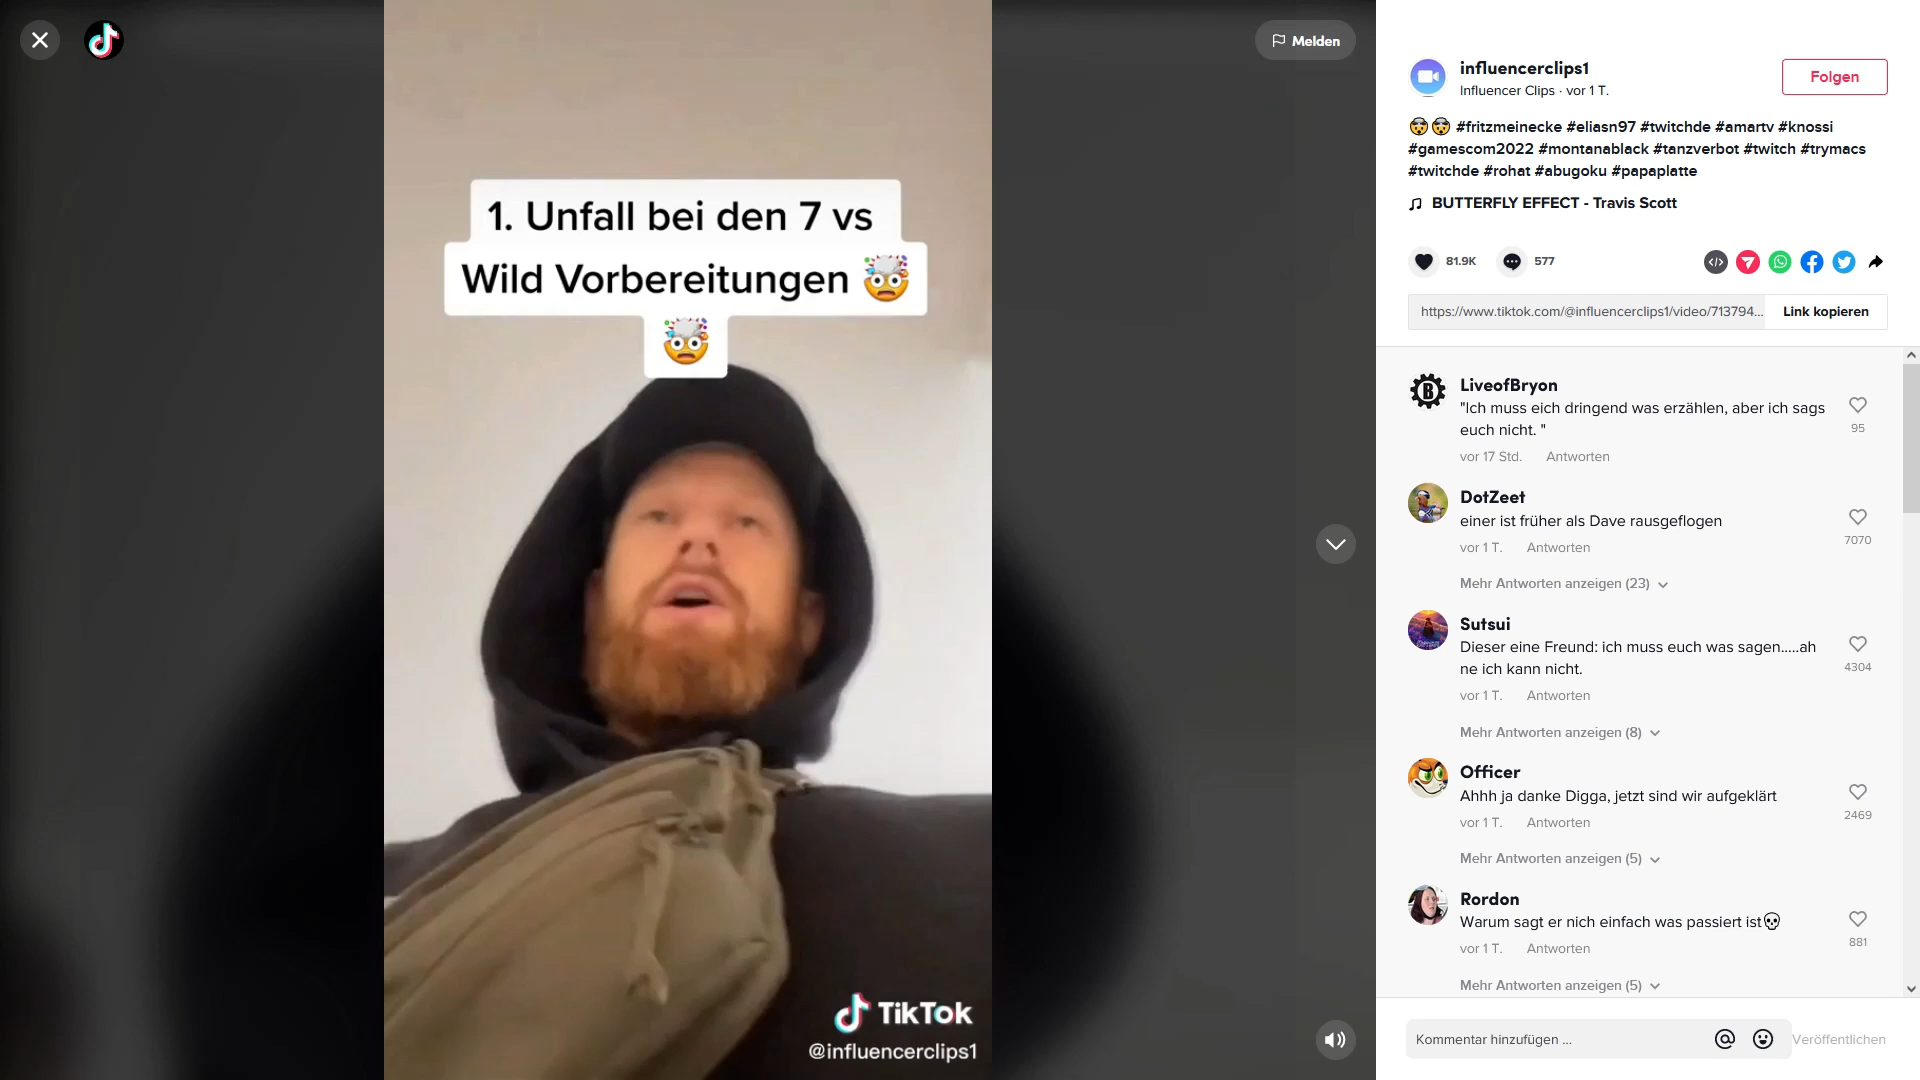 Melden
1. Unfall bei den 7 vs
Wild Vorbereitungen 🤯
🤯
TikTok
@influencerclips1
influencerclips1
Influencer Clips · vor 1 T.
Folgen
🤯🤯 #fritzmeinecke #eliasn97 #twitchde #amartv #knossi
#gamescom2022 #montanablack #tanzverbot #twitch #trymacs
#twitchde #rohat #abugoku #papaplatte
BUTTERFLY EFFECT - Travis Scott
81.9K 577
https://www.tiktok.com/@influencerclips1/video/713794... Link kopieren
LiveofBryon
"Ich muss eich dringend was erzählen, aber ich sags
euch nicht. "
95
vor 17 Std. Antworten
DotZeet
einer ist früher als Dave rausgeflogen
7070
vor 1 T. Antworten
Mehr Antworten anzeigen (23)
Sutsui
Dieser eine Freund: ich muss euch was sagen.....ah
ne ich kann nicht.
4304
vor 1 T. Antworten
Mehr Antworten anzeigen (8)
Officer
Ahhh ja danke Digga, jetzt sind wir aufgeklärt
2469
vor 1 T. Antworten
Mehr Antworten anzeigen (5)
Rordon
Warum sagt er nich einfach was passiert ist💀
881
vor 1 T. Antworten
Mehr Antworten anzeigen (5)
Kommentar hinzufügen ... Veröffentlichen